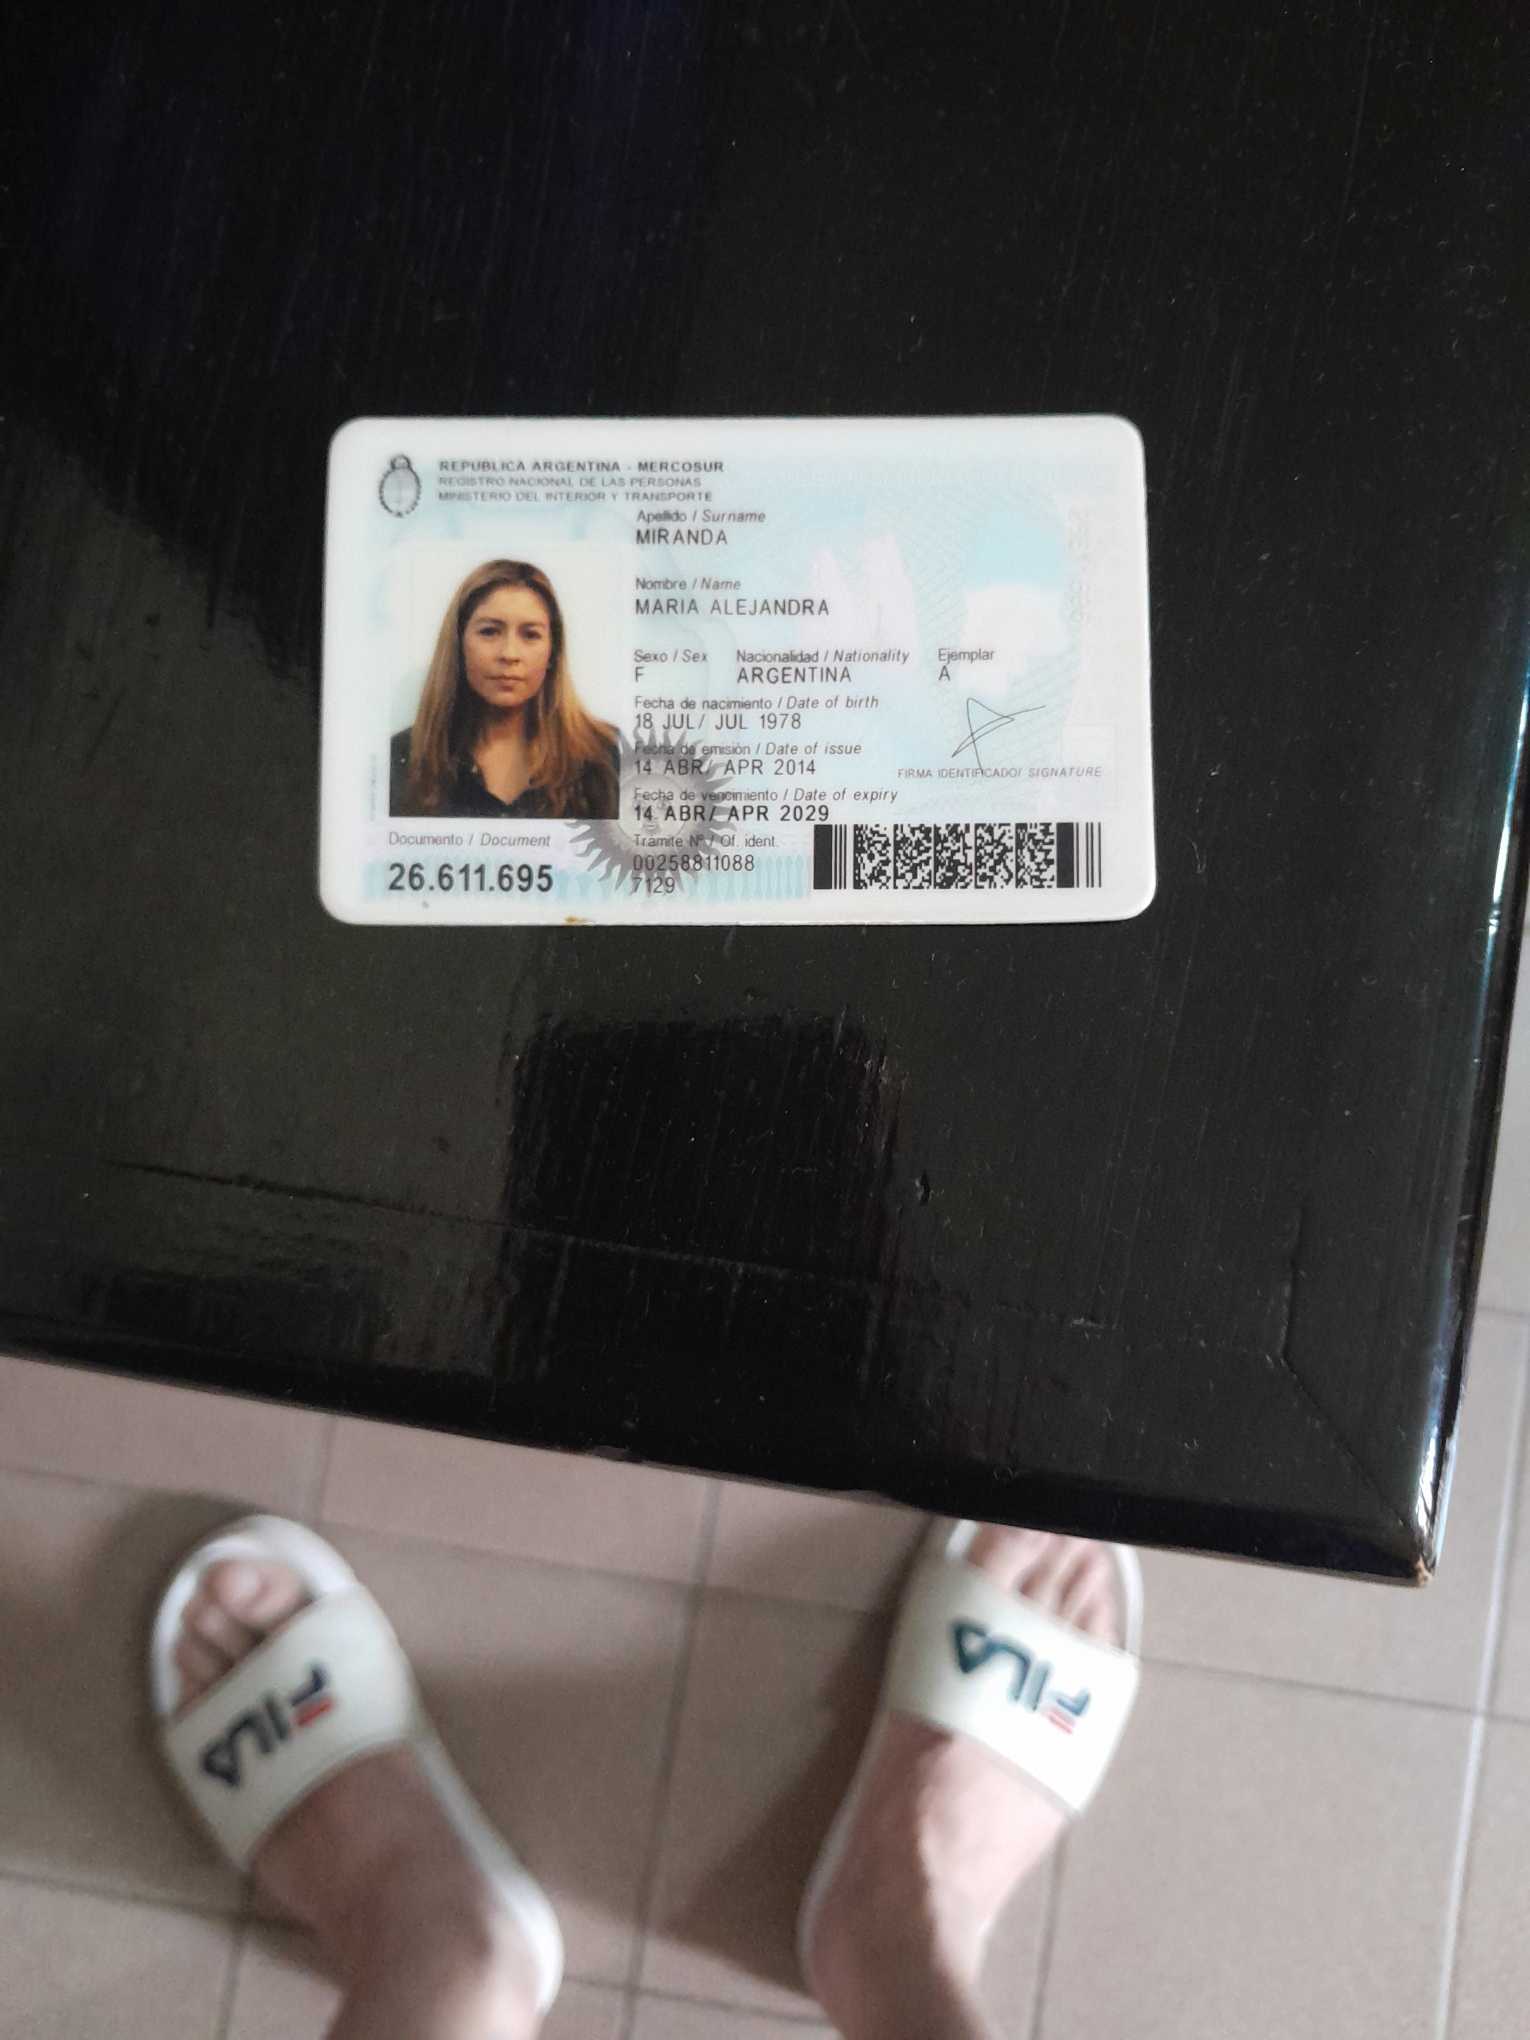 REPUBLICA ARGENTINA - MERCOSUR
REGISTRO NACIONAL DE LAS PERSONAS
MINISTERIO DEL INTERIOR Y TRANSPORTE
Apellido / Surname
MIRANDA
Nombre / Name
MARIA ALEJANDRA
Sexo / Sex Nacionalidad / Nationality Ejemplar
F ARGENTINA A
Fecha de nacimiento / Date of birth
18 JUL/ JUL 1978
Fecha de emisión / Date of issue
14 ABR/ APR 2014
FIRMA IDENTIFICADO/ SIGNATURE
Fecha de vencimiento / Date of expiry
14 ABR/ APR 2029
Documento / Document
26.611.695
Tramite Nº / Of. ident.
00258811088
7129
FILA
FILA